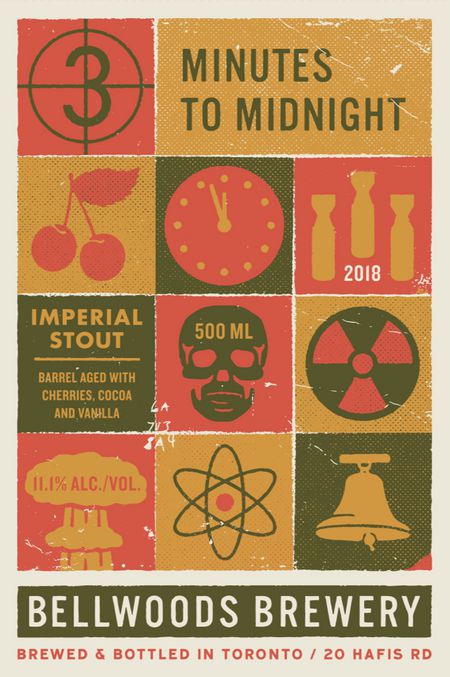 3
MINUTES
TO MIDNIGHT
2018
IMPERIAL
STOUT
BARREL AGED WITH
CHERRIES, COCOA
AND VANILLA
500 ML
11.1% ALC./VOL.
BELLWOODS BREWERY
BREWED & BOTTLED IN TORONTO / 20 HAFIS RD